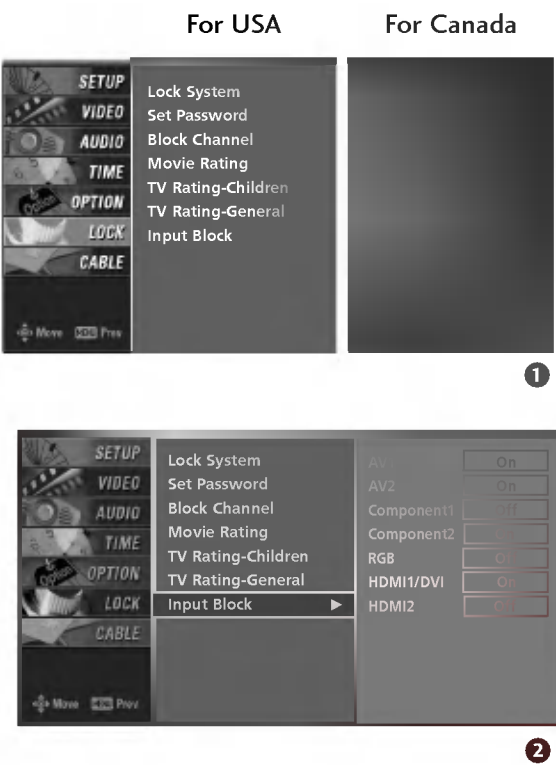 For USA
For Canada
SETUP
VIDEO
AUDIO
TIME
OPTION
LOCK
CABLE
Move MENU Prev
Lock System
Set Password
Block Channel
Movie Rating
TV Rating-Children
TV Rating-General
Input Block
1
SETUP
VIDEO
AUDIO
TIME
OPTION
LOCK
CABLE
Move MENU Prev
Lock System
Set Password
Block Channel
Movie Rating
TV Rating-Children
TV Rating-General
Input Block ▶
On
AV2 On
Component1 Off
Component2
RGB
HDMI1/DVI On
HDMI2
2